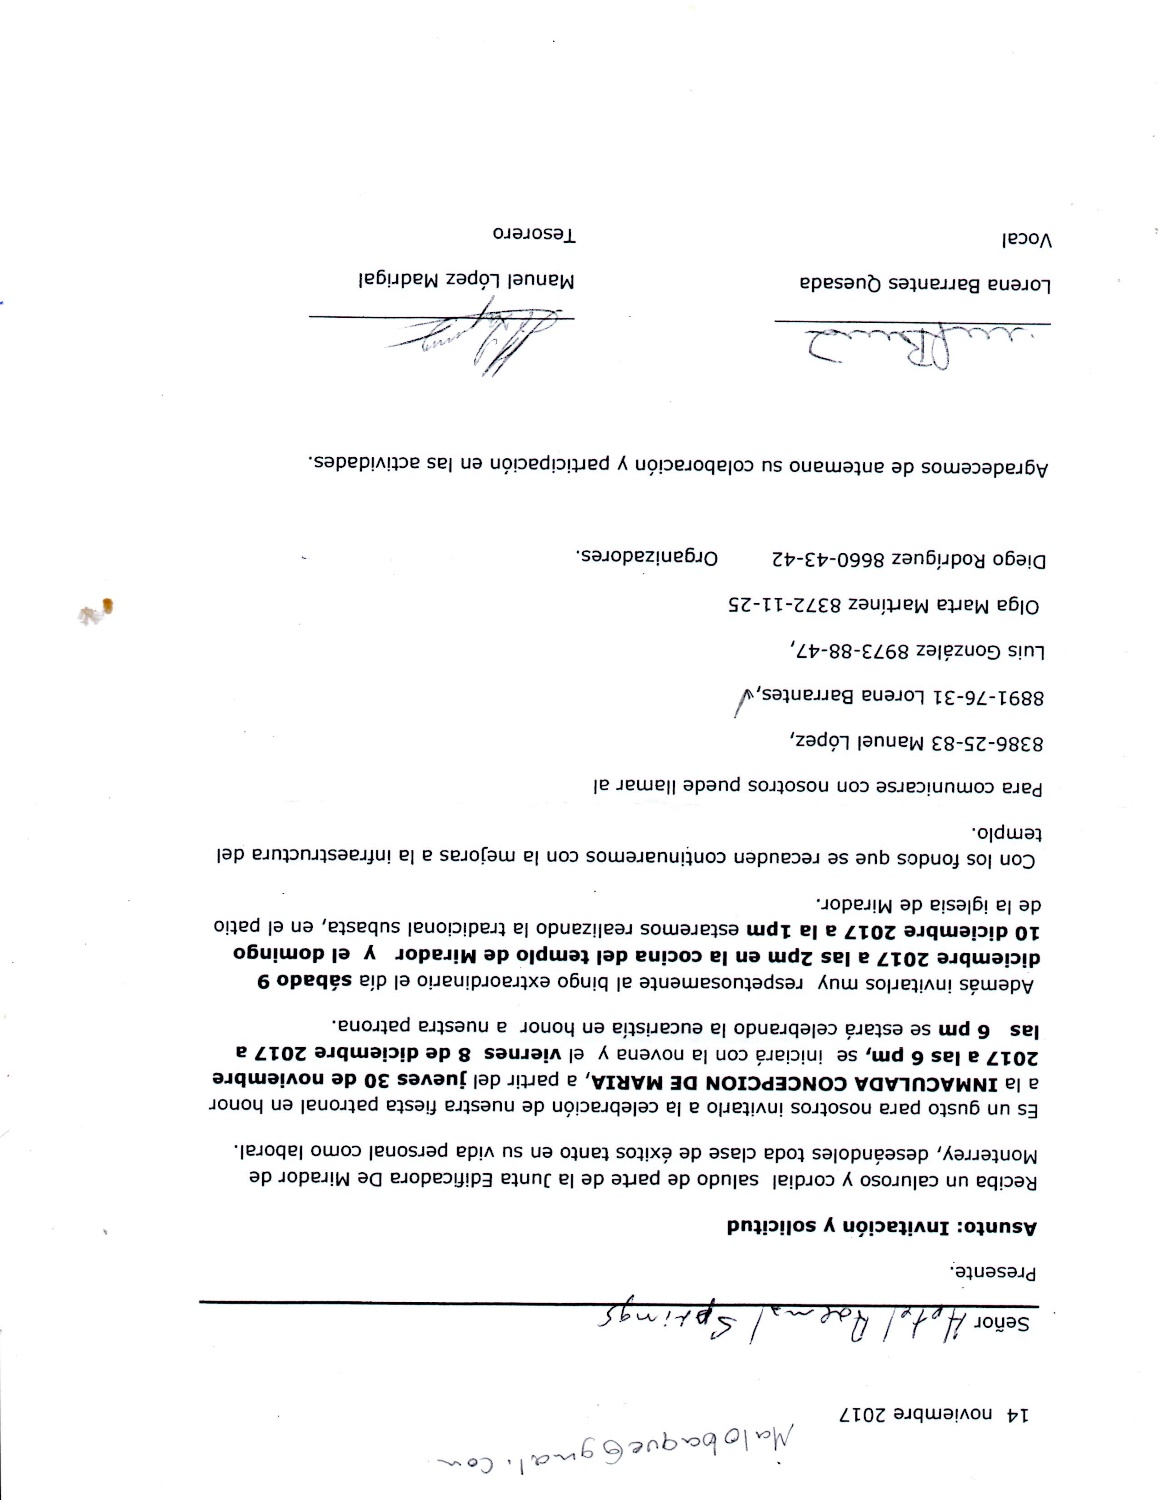 Malobaque@gmail.com
14 noviembre 2017
Señor Hotel Termal Springs
Presente.
Asunto: Invitación y solicitud
Reciba un caluroso y cordial saludo de parte de la Junta Edificadora De Mirador de
Monterrey, deseándoles toda clase de éxitos tanto en su vida personal como laboral.
Es un gusto para nosotros invitarlo a la celebración de nuestra fiesta patronal en honor
a la INMACULADA CONCEPCION DE MARIA, a partir del jueves 30 de noviembre
2017 a las 6 pm, se iniciará con la novena y el viernes 8 de diciembre 2017 a
las 6 pm se estará celebrando la eucaristía en honor a nuestra patrona.
Además invitarlos muy respetuosamente al bingo extraordinario el día sábado 9
diciembre 2017 a las 2pm en la cocina del templo de Mirador y el domingo
10 diciembre 2017 a la 1pm estaremos realizando la tradicional subasta, en el patio
de la iglesia de Mirador.
Con los fondos que se recauden continuaremos con la mejoras a la infraestructura del
templo.
Para comunicarse con nosotros puede llamar al
8386-25-83 Manuel López,
8891-76-31 Lorena Barrantes,
Luis González 8973-88-47,
Olga Marta Martínez 8372-11-25
Diego Rodríguez 8660-43-42 Organizadores.
Agradecemos de antemano su colaboración y participación en las actividades.
Lorena Barrantes Quesada Manuel López Madrigal
Vocal Tesorero